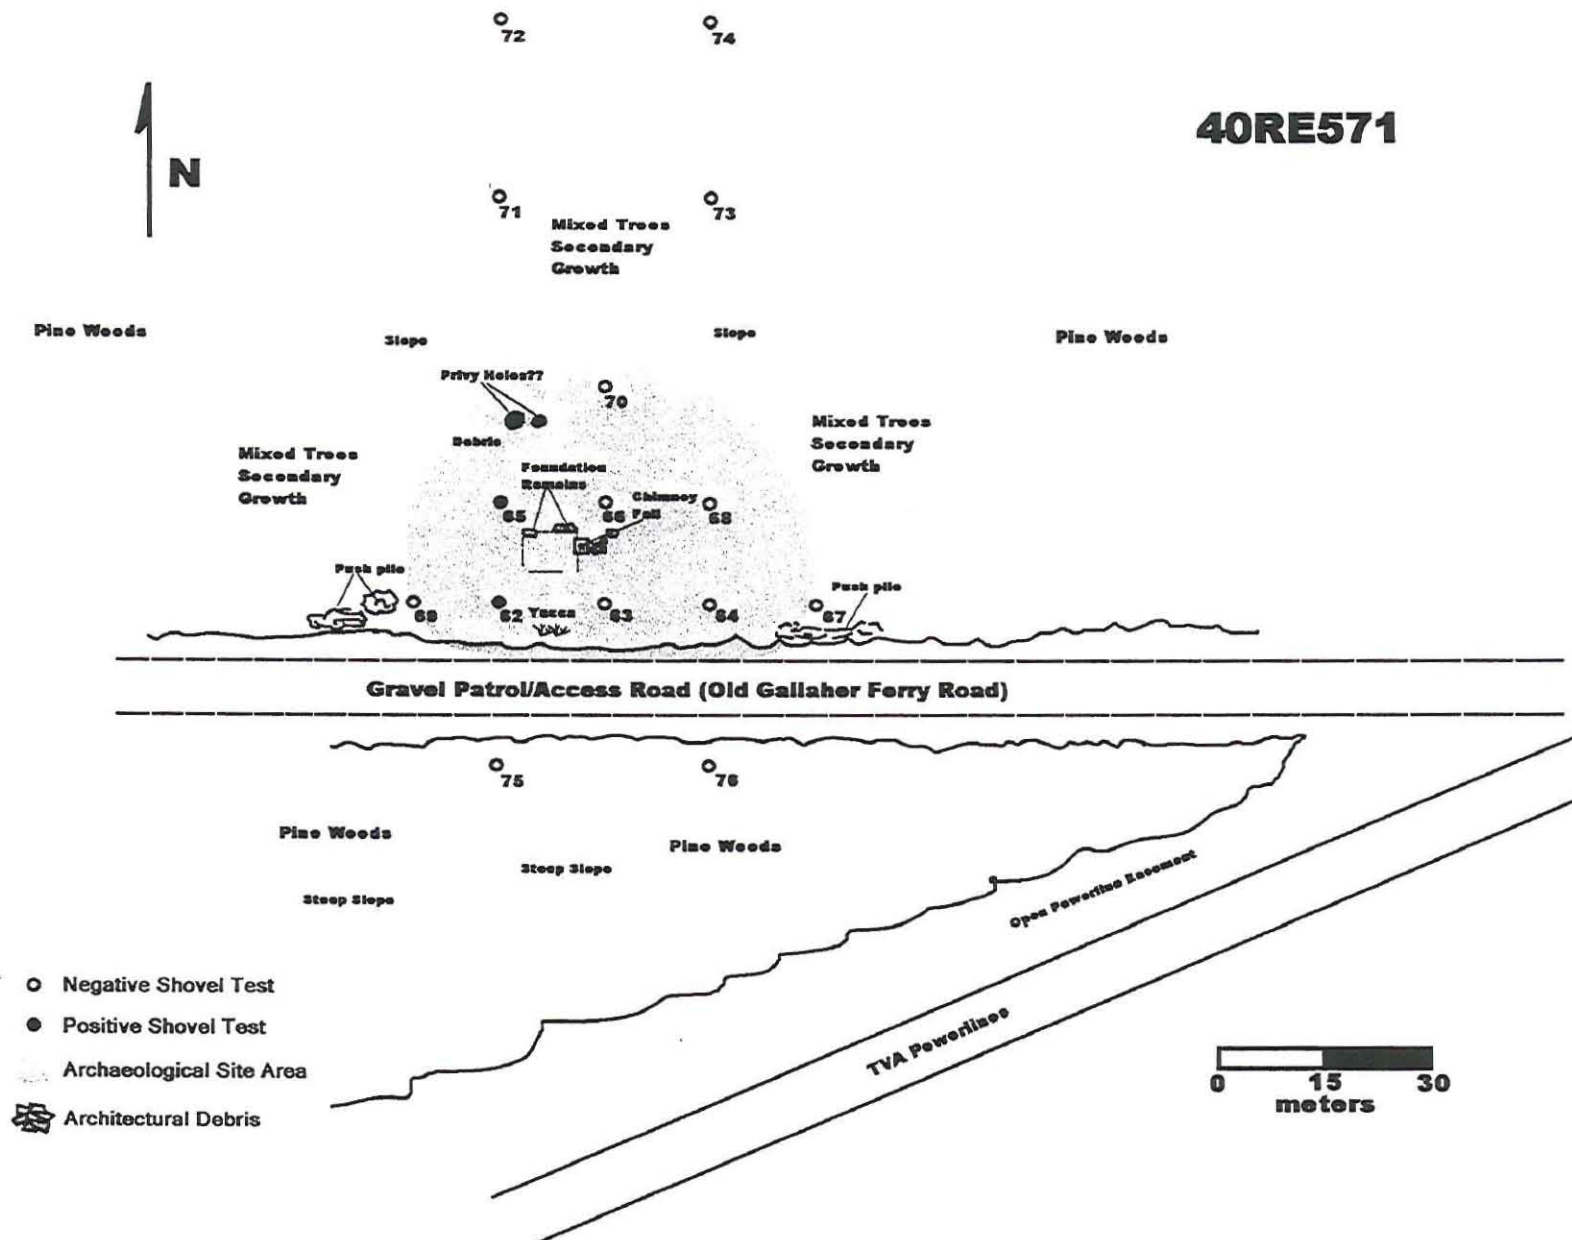 72
74
40RE571
N
71
73
Mixed Trees
Secondary
Growth
Pine Woods
Slope
Slope
Pine Woods
Privy Holes??
70
Debris
Mixed Trees
Secondary
Growth
Mixed Trees
Secondary
Growth
Foundation
Remains
Chimney
Fall
65
66
68
Push pile
Push pile
69
62
Yucca
63
64
67
Gravel Patrol/Access Road (Old Gallaher Ferry Road)
75
76
Pine Woods
Pine Woods
Steep Slope
Steep Slope
Open Powerline Easement
TVA Powerlines
Negative Shovel Test
Positive Shovel Test
Archaeological Site Area
Architectural Debris
0 15 30
meters